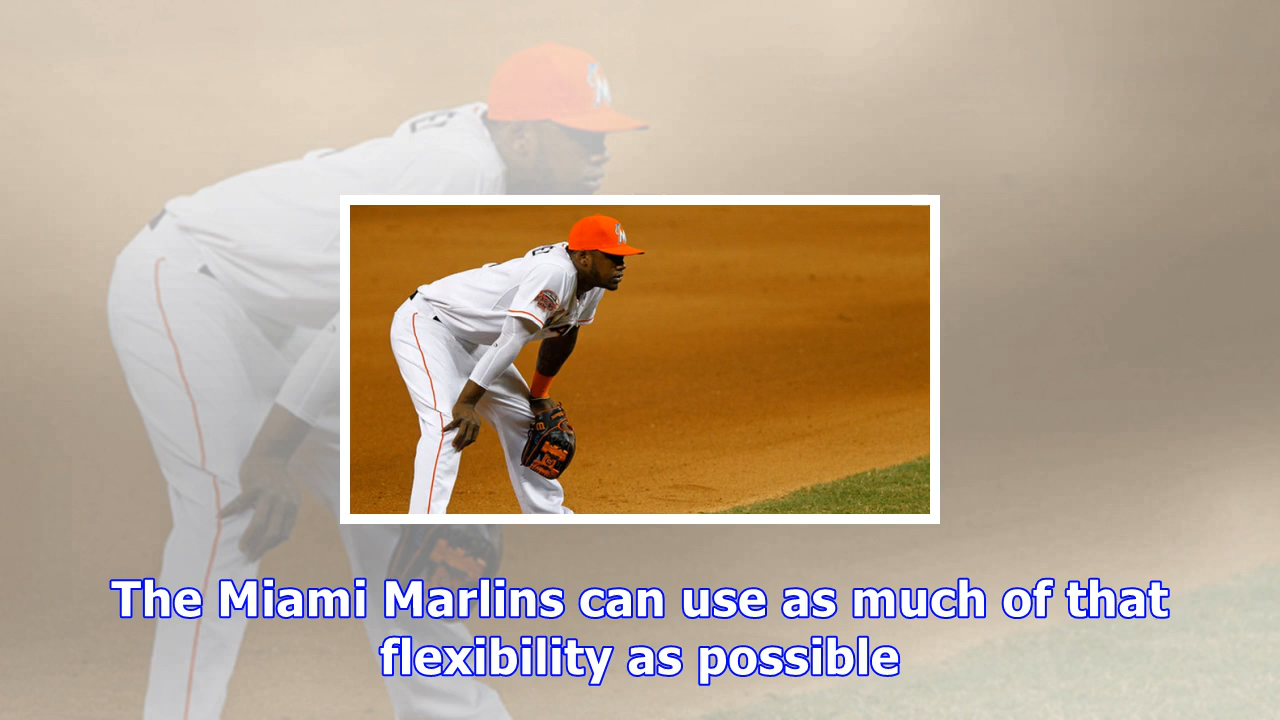 The Miami Marlins can use as much of that
flexibility as possible